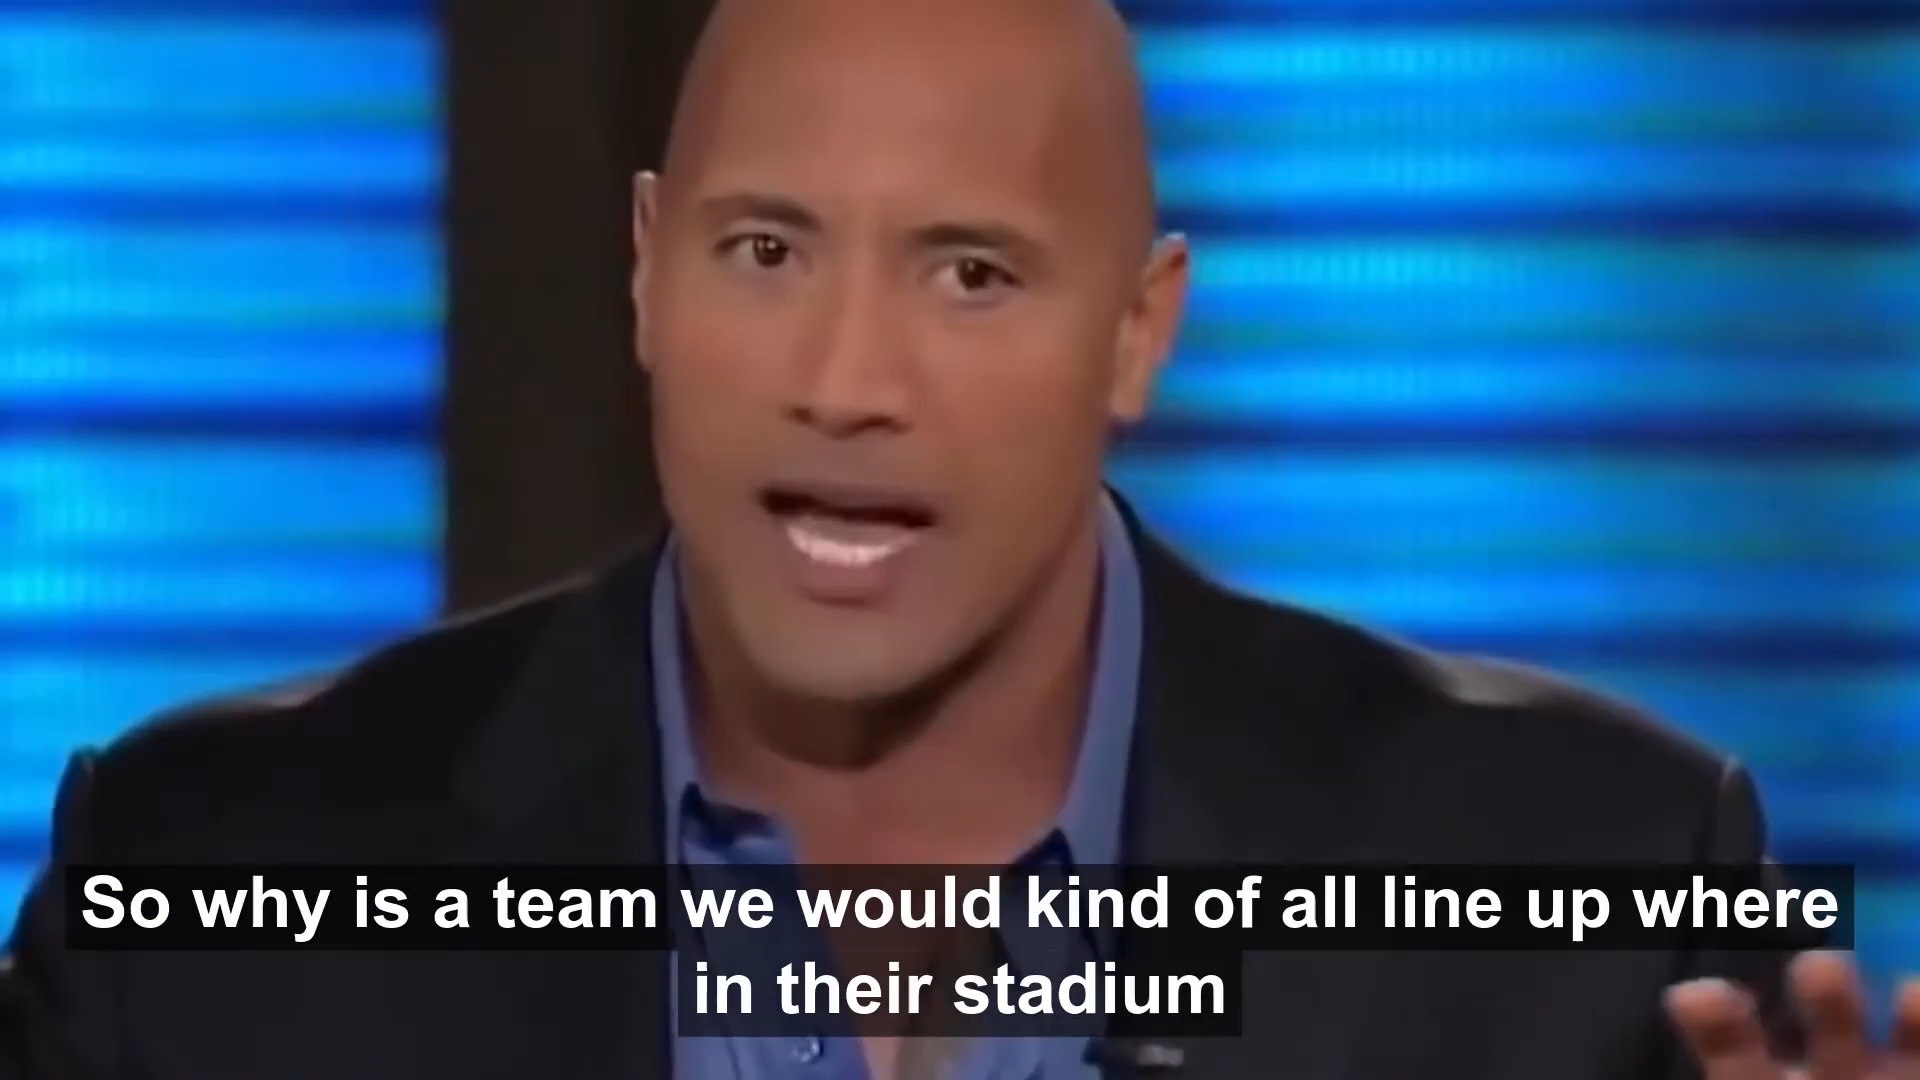 So why is a team we would kind of all line up where
in their stadium